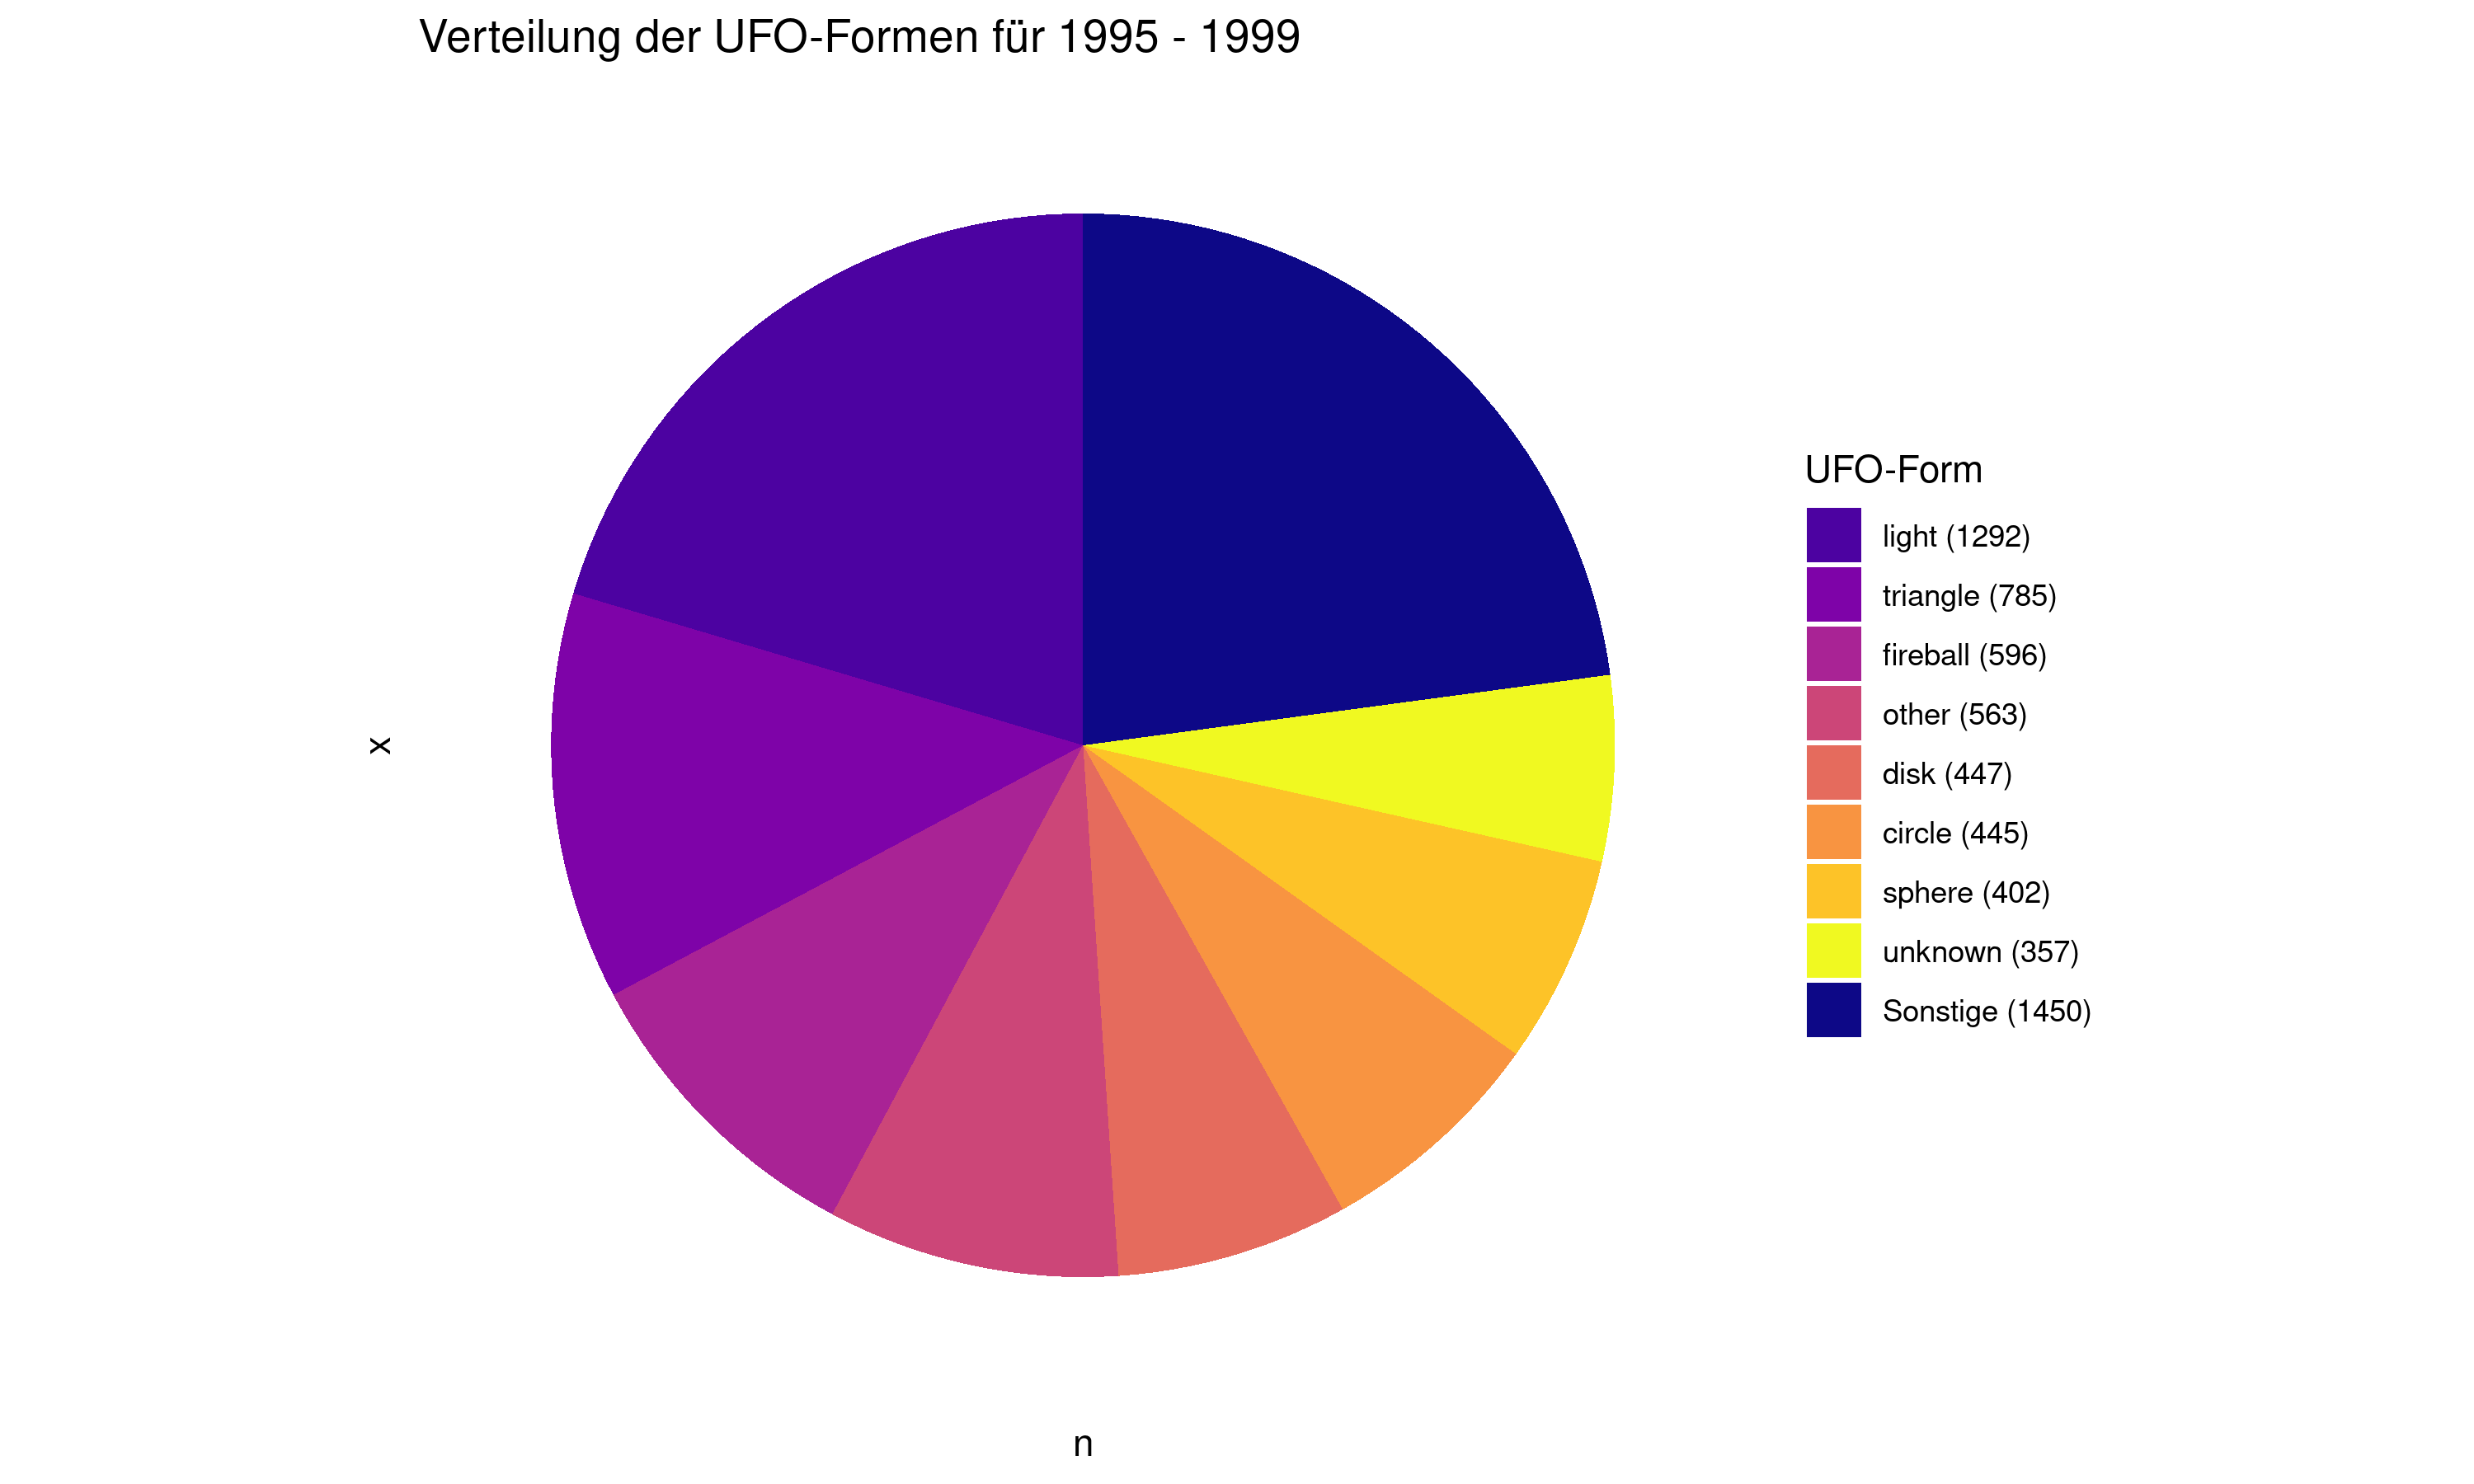 Verteilung der UFO-Formen für 1995 - 1999
x
n
UFO-Form
light (1292)
triangle (785)
fireball (596)
other (563)
disk (447)
circle (445)
sphere (402)
unknown (357)
Sonstige (1450)